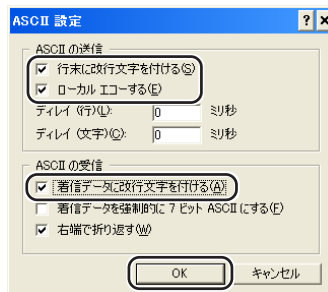 ASCII 設定
ASCII の送信
行末に改行文字を付ける(S)
ローカル エコーする(E)
ディレイ (行)(L): 0 ミリ秒
ディレイ (文字)(C): 0 ミリ秒
ASCII の受信
着信データに改行文字を付ける(A)
着信データを強制的に 7 ビット ASCII にする(F)
右端で折り返す(W)
OK キャンセル